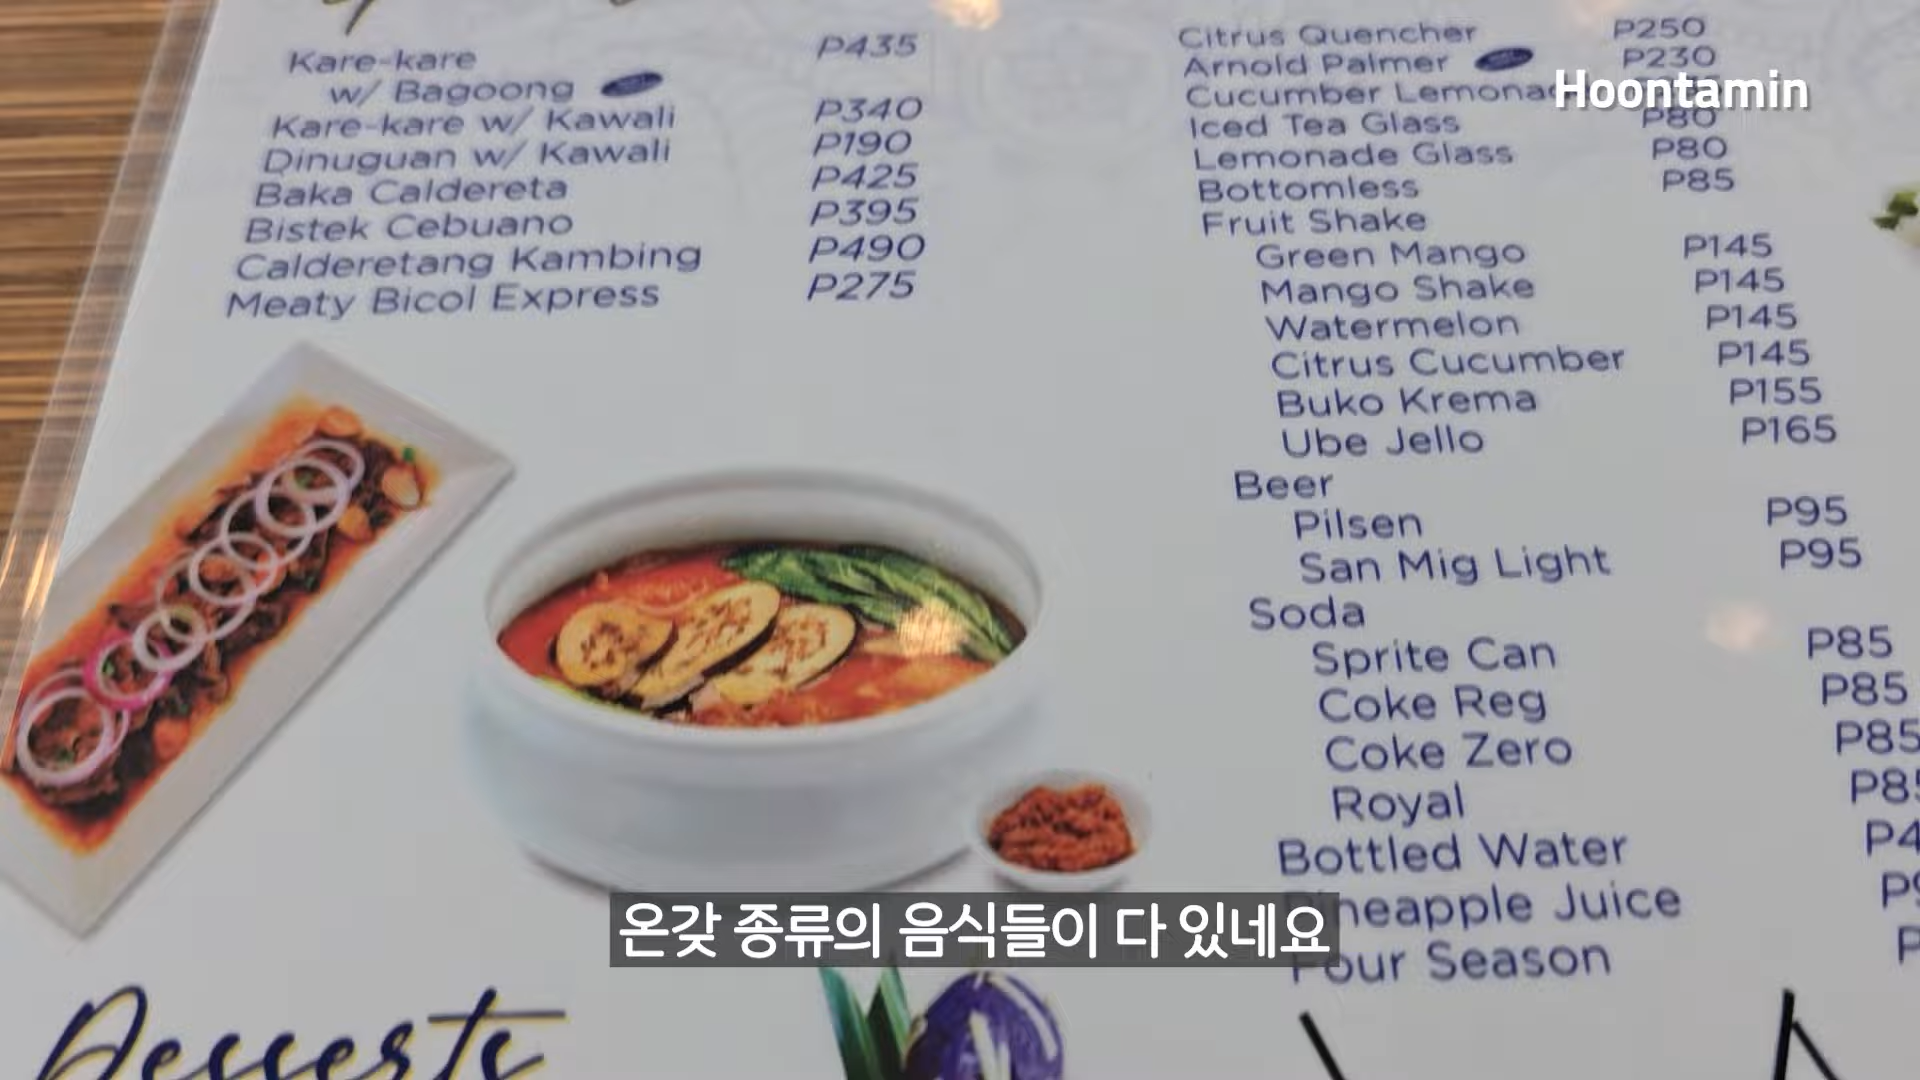 Kare-kare P435
w/ Bagoong
Kare-kare w/ Kawali P340
Dinuguan w/ Kawali P190
Baka Caldereta P425
Bistek Cebuano P395
Calderetang Kambing P490
Meaty Bicol Express P275
Desserts
Citrus Quencher P250
Arnold Palmer P230
Cucumber
Iced Tea Glass P80
Lemonade Glass P80
Bottomless P85
Fruit Shake
Green Mango P145
Mango Shake P145
Watermelon P145
Citrus Cucumber P145
Buko Krema P155
Ube Jello P165
Beer
Pilsen P95
San Mig Light P95
Soda
Sprite Can P85
Coke Reg P85
Coke Zero P85
Royal
Bottled Water
Juice
Season
Hoontamin
온갖 종류의 음식들이 다 있네요